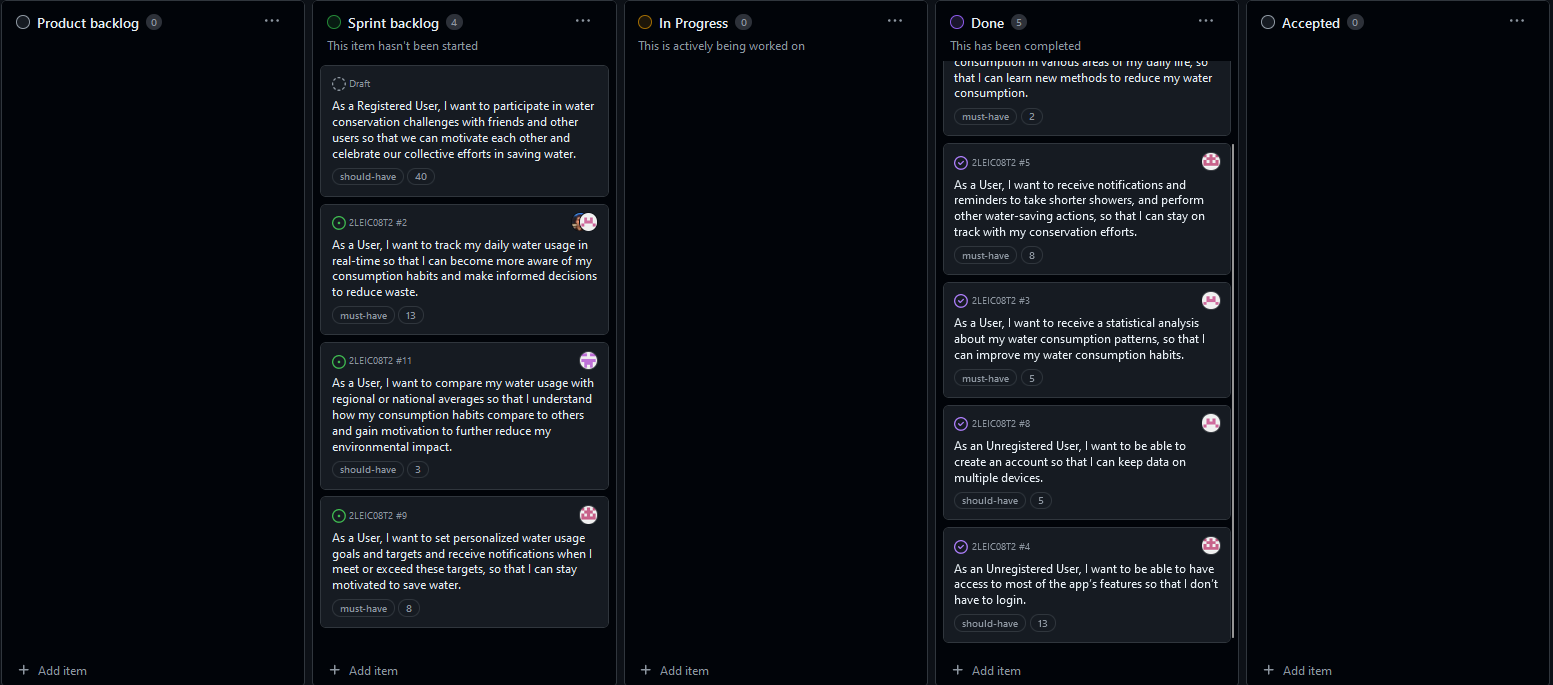 Product backlog 0
Sprint backlog 4
This item hasn't been started
Draft
As a Registered User, I want to participate in water
conservation challenges with friends and other
users so that we can motivate each other and
celebrate our collective efforts in saving water.
should-have 40
2LEIC08T2 #2
As a User, I want to track my daily water usage in
real-time so that I can become more aware of my
consumption habits and make informed decisions
to reduce waste.
must-have 13
2LEIC08T2 #11
As a User, I want to compare my water usage with
regional or national averages so that I understand
how my consumption habits compare to others
and gain motivation to further reduce my
environmental impact.
should-have 3
2LEIC08T2 #9
As a User, I want to set personalized water usage
goals and targets and receive notifications when I
meet or exceed these targets, so that I can stay
motivated to save water.
must-have 8
In Progress 0
This is actively being worked on
Done 5
This has been completed
consumption in various areas of my daily life, so
that I can learn new methods to reduce my water
consumption.
must-have 2
2LEIC08T2 #5
As a User, I want to receive notifications and
reminders to take shorter showers, and perform
other water-saving actions, so that I can stay on
track with my conservation efforts.
must-have 8
2LEIC08T2 #3
As a User, I want to receive a statistical analysis
about my water consumption patterns, so that I
can improve my water consumption habits.
must-have 5
2LEIC08T2 #8
As an Unregistered User, I want to be able to
create an account so that I can keep data on
multiple devices.
should-have 5
2LEIC08T2 #4
As an Unregistered User, I want to be able to have
access to most of the app's features so that I don't
have to login.
should-have 13
Accepted 0
+ Add item
+ Add item
+ Add item
+ Add item
+ Add item